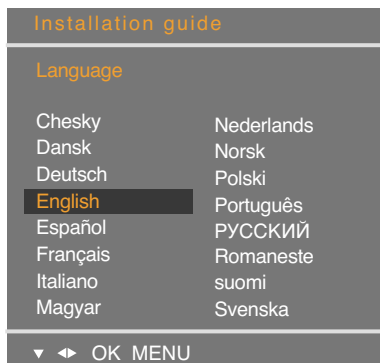 Installation guide
Language
Chesky
Dansk
Deutsch
English
Español
Français
Italiano
Magyar
Nederlands
Norsk
Polski
Português
РУССКИЙ
Romaneste
suomi
Svenska
OK MENU